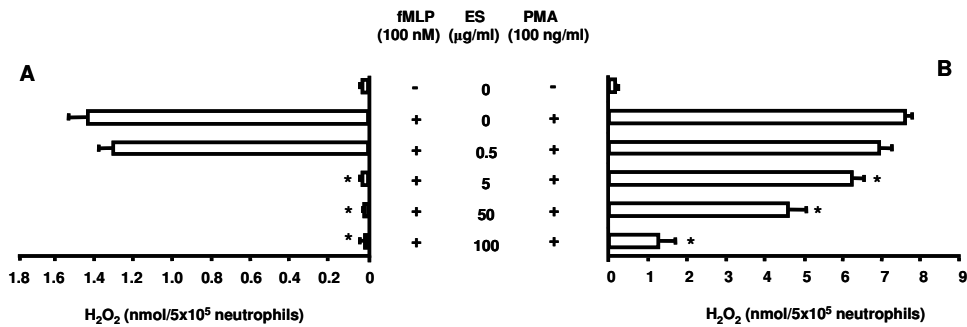 fMLP ES PMA
(100 nM) (μg/ml) (100 ng/ml)
A B
- 0 -
+ 0 +
+ 0.5 +
* + 5 + *
* + 50 + *
* + 100 + *
1.8 1.6 1.4 1.2 1.0 0.8 0.6 0.4 0.2 0 0 1 2 3 4 5 6 7 8 9
H₂O₂ (nmol/5x10⁵ neutrophils) H₂O₂ (nmol/5x10⁵ neutrophils)